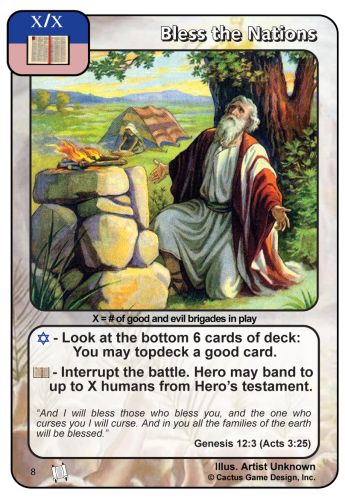 X/X
Bless the Nations
X = # of good and evil brigades in play
- Look at the bottom 6 cards of deck:
You may topdeck a good card.
- Interrupt the battle. Hero may band to
up to X humans from Hero's testament.
"And I will bless those who bless you, and the one who
curses you I will curse. And in you all the families of the earth
will be blessed."
Genesis 12:3 (Acts 3:25)
Illus. Artist Unknown
8
© Cactus Game Design, Inc.